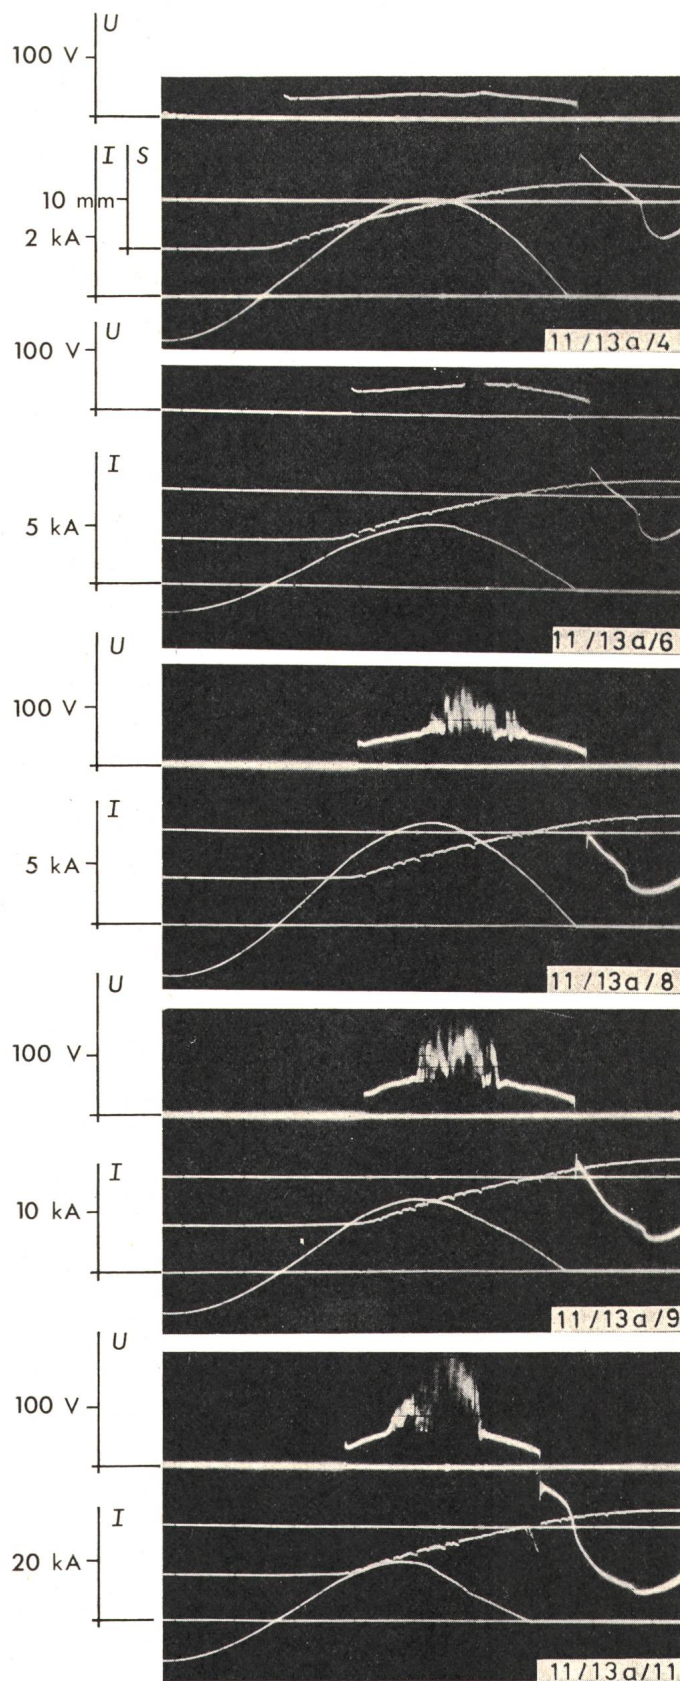 U
100 V
I S
10 mm
2 kA
11/13a/4
U
100 V
I
5 kA
11/13a/6
U
100 V
I
5 kA
11/13a/8
U
100 V
I
10 kA
11/13a/9
U
100 V
I
20 kA
11/13a/11